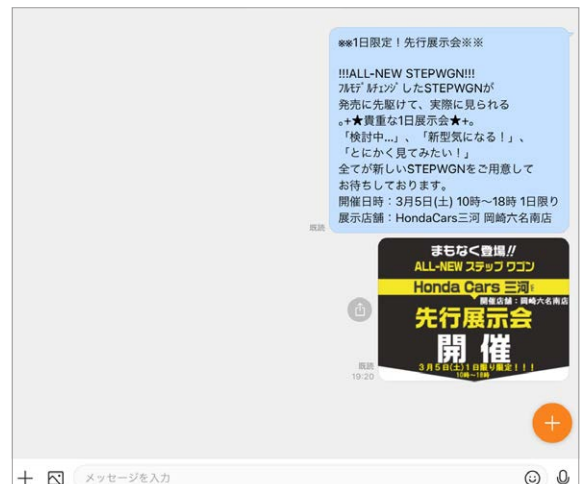 ※※1日限定！先行展示会※※
!!!ALL-NEW STEPWGN!!!
ﾌﾙﾓﾃﾞﾙﾁｪﾝｼﾞしたSTEPWGNが
発売に先駆けて、実際に見られる
｡+★貴重な1日展示会★+｡
「検討中...」、「新型気になる！」、
「とにかく見てみたい！」
全てが新しいSTEPWGNをご用意して
お待ちしております。
開催日時：3月5日(土) 10時～18時 1日限り
展示店舗：HondaCars三河 岡崎六名南店
既読
まもなく登場!!
ALL-NEW ステップ ワゴン
Honda Cars 三河
開催店舗：岡崎六名南店
先行展示会
開催
3月5日(土)1日限り限定！！！
10時～18時
既読
19:20
メッセージを入力